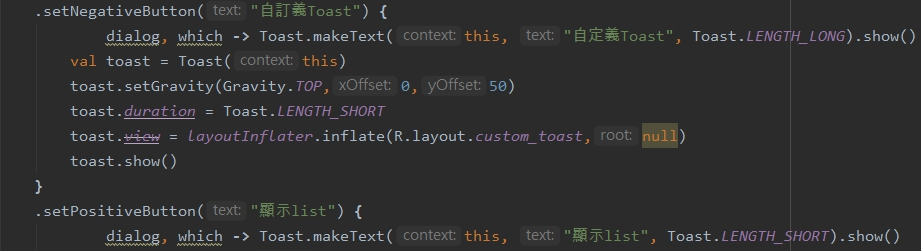 .setNegativeButton( text: "自訂義Toast") {
dialog, which -> Toast.makeText( context: this, text: "自定義Toast", Toast.LENGTH_LONG).show()
val toast = Toast( context: this)
toast.setGravity(Gravity.TOP, xOffset: 0, yOffset: 50)
toast.duration = Toast.LENGTH_SHORT
toast.view = layoutInflater.inflate(R.layout.custom_toast, root: null)
toast.show()
}
.setPositiveButton( text: "顯示list") {
dialog, which -> Toast.makeText( context: this, text: "顯示list", Toast.LENGTH_SHORT).show()